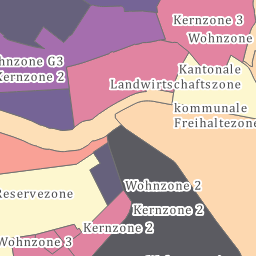 Kernzone 3
Wohnzone
hnzone G3
Kernzone 2
Kantonale
Landwirtschaftszone
kommunale
Freihaltezone
Reservezone
Wohnzone 2
Kernzone 2
Kernzone 2
Wohnzone 3